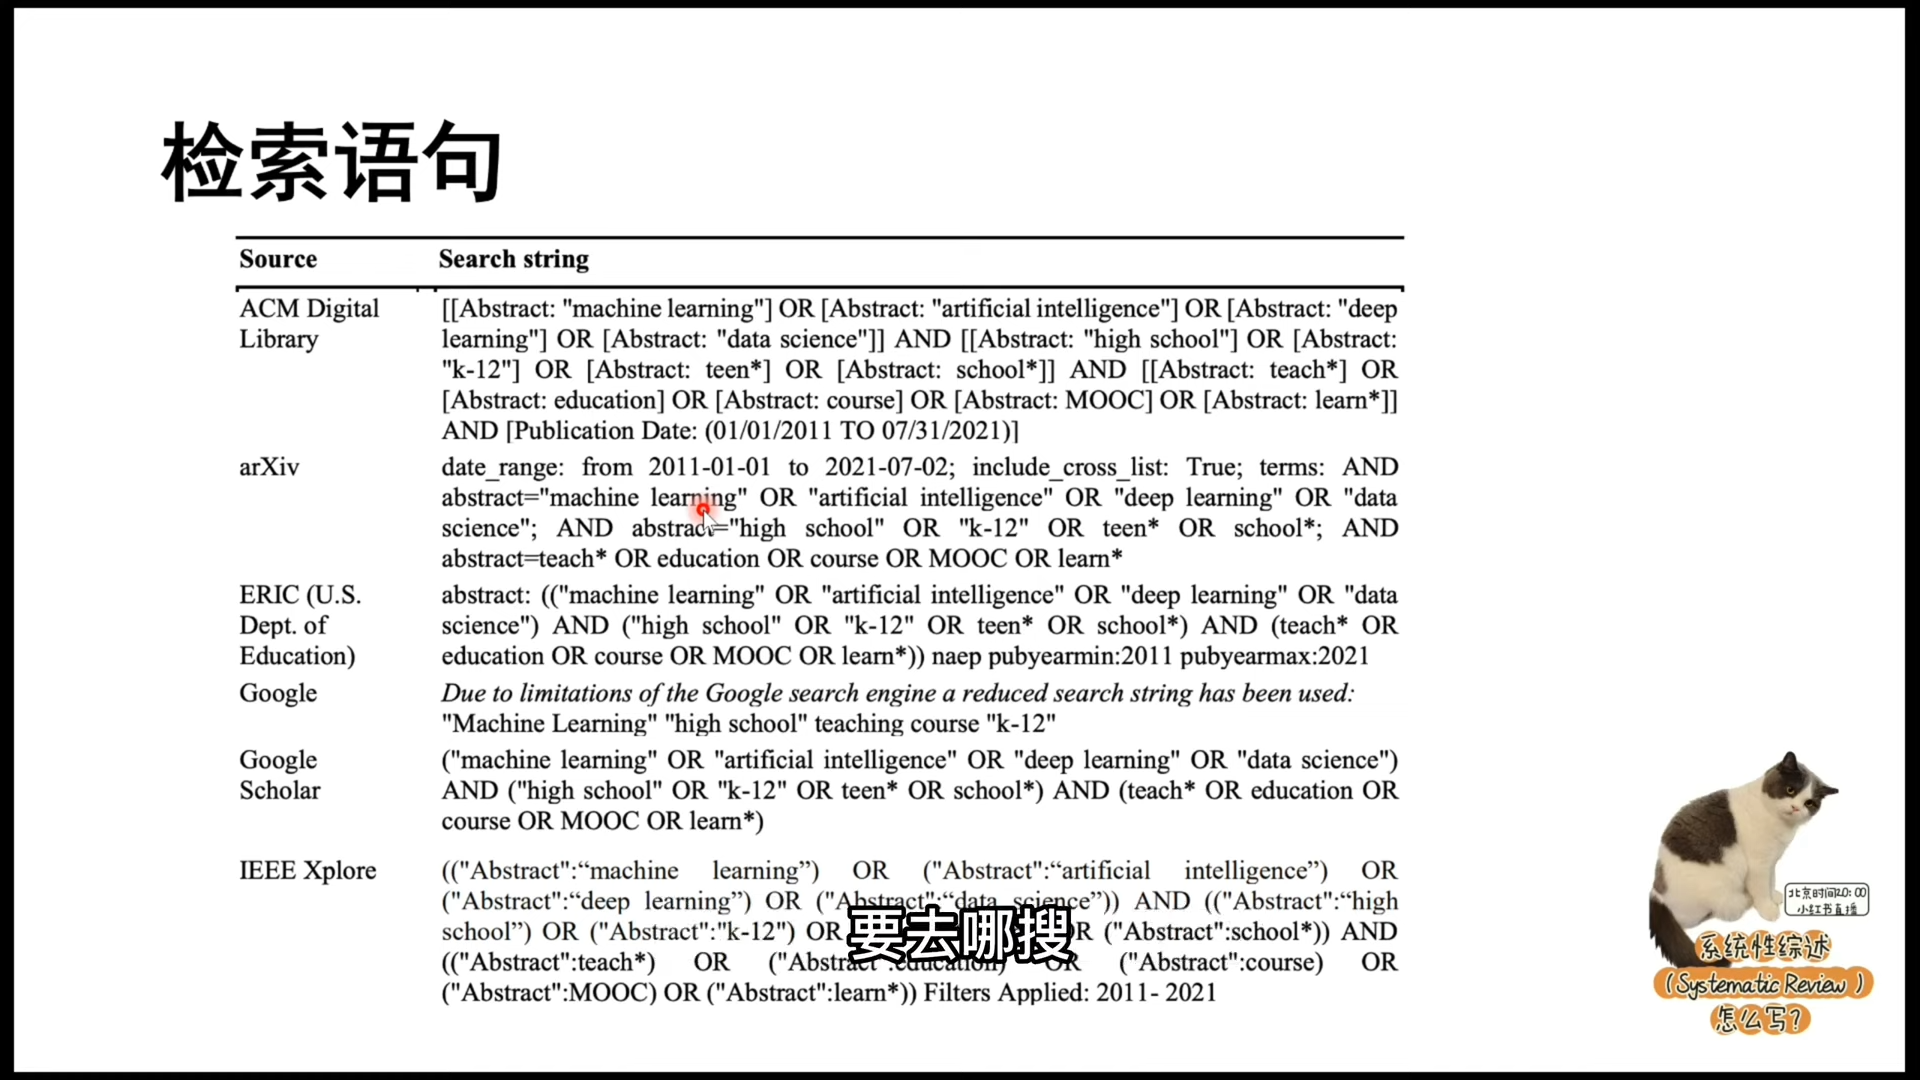 检索语句
Source Search string
ACM Digital Library
[[Abstract: "machine learning"] OR [Abstract: "artificial intelligence"] OR [Abstract: "deep
learning"] OR [Abstract: "data science"]] AND [[Abstract: "high school"] OR [Abstract:
"k-12"] OR [Abstract: teen*] OR [Abstract: school*]] AND [[Abstract: teach*] OR
[Abstract: education] OR [Abstract: course] OR [Abstract: MOOC] OR [Abstract: learn*]]
AND [Publication Date: (01/01/2011 TO 07/31/2021)]
arXiv
date_range: from 2011-01-01 to 2021-07-02; include_cross_list: True; terms: AND
abstract="machine learning" OR "artificial intelligence" OR "deep learning" OR "data
science"; AND abstract="high school" OR "k-12" OR teen* OR school*; AND
abstract=teach* OR education OR course OR MOOC OR learn*
ERIC (U.S. Dept. of Education)
abstract: (("machine learning" OR "artificial intelligence" OR "deep learning" OR "data
science") AND ("high school" OR "k-12" OR teen* OR school*) AND (teach* OR
education OR course OR MOOC OR learn*)) naep pubyearmin:2011 pubyearmax:2021
Google
Due to limitations of the Google search engine a reduced search string has been used:
"Machine Learning" "high school" teaching course "k-12"
Google Scholar
("machine learning" OR "artificial intelligence" OR "deep learning" OR "data science")
AND ("high school" OR "k-12" OR teen* OR school*) AND (teach* OR education OR
course OR MOOC OR learn*)
IEEE Xplore
(("Abstract":“machine learning”) OR ("Abstract":“artificial intelligence”) OR
("Abstract":“deep learning”) OR ("Abstract":“data science”)) AND (("Abstract":“high
school”) OR ("Abstract":"k-12") OR OR ("Abstract":school*)) AND
(("Abstract":teach*) OR ("Abstract":education) OR ("Abstract":course) OR
("Abstract":MOOC) OR ("Abstract":learn*)) Filters Applied: 2011- 2021
要去哪搜
北京时间20:00
小红书直播
系统性综述
(Systematic Review)
怎么写?